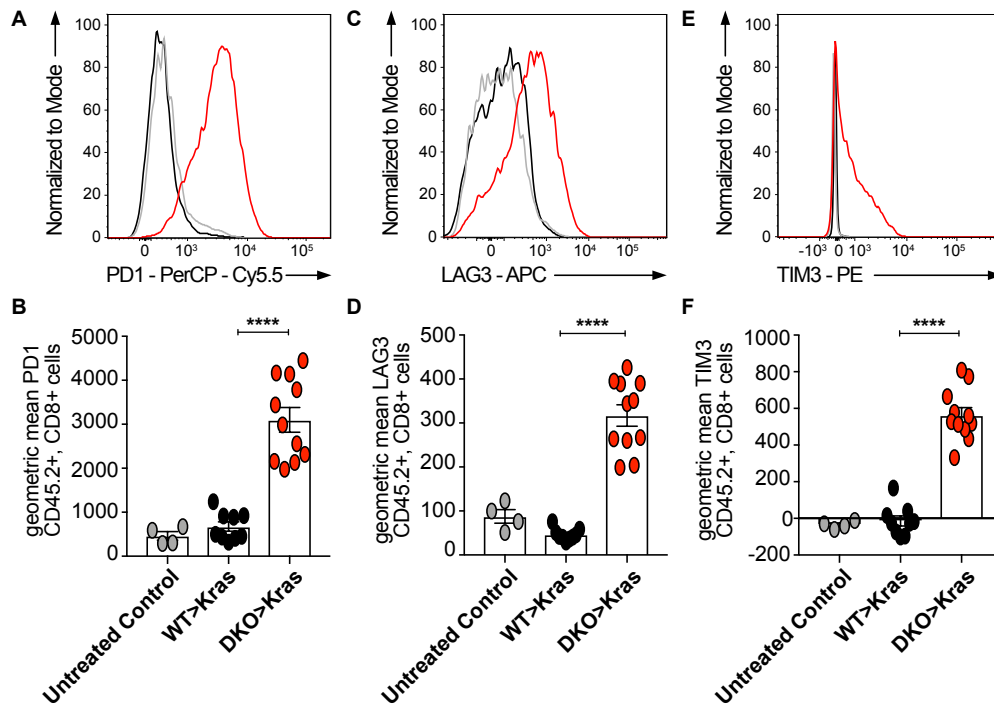 A
Normalized to Mode
100
80
60
40
20
0
0 10³ 10⁴ 10⁵
PD1 - PerCP - Cy5.5
C
Normalized to Mode
100
80
60
40
20
0
0 10³ 10⁴ 10⁵
LAG3 - APC
E
Normalized to Mode
100
80
60
40
20
0
-10³ 0 10³ 10⁴ 10⁵
TIM3 - PE
B
geometric mean PD1
CD45.2+, CD8+ cells
5000
4000
3000
2000
1000
0
****
Untreated Control
WT>Kras
DKO>Kras
D
geometric mean LAG3
CD45.2+, CD8+ cells
500
400
300
200
100
0
****
Untreated Control
WT>Kras
DKO>Kras
F
geometric mean TIM3
CD45.2+, CD8+ cells
1000
800
600
400
200
0
-200
****
Untreated Control
WT>Kras
DKO>Kras